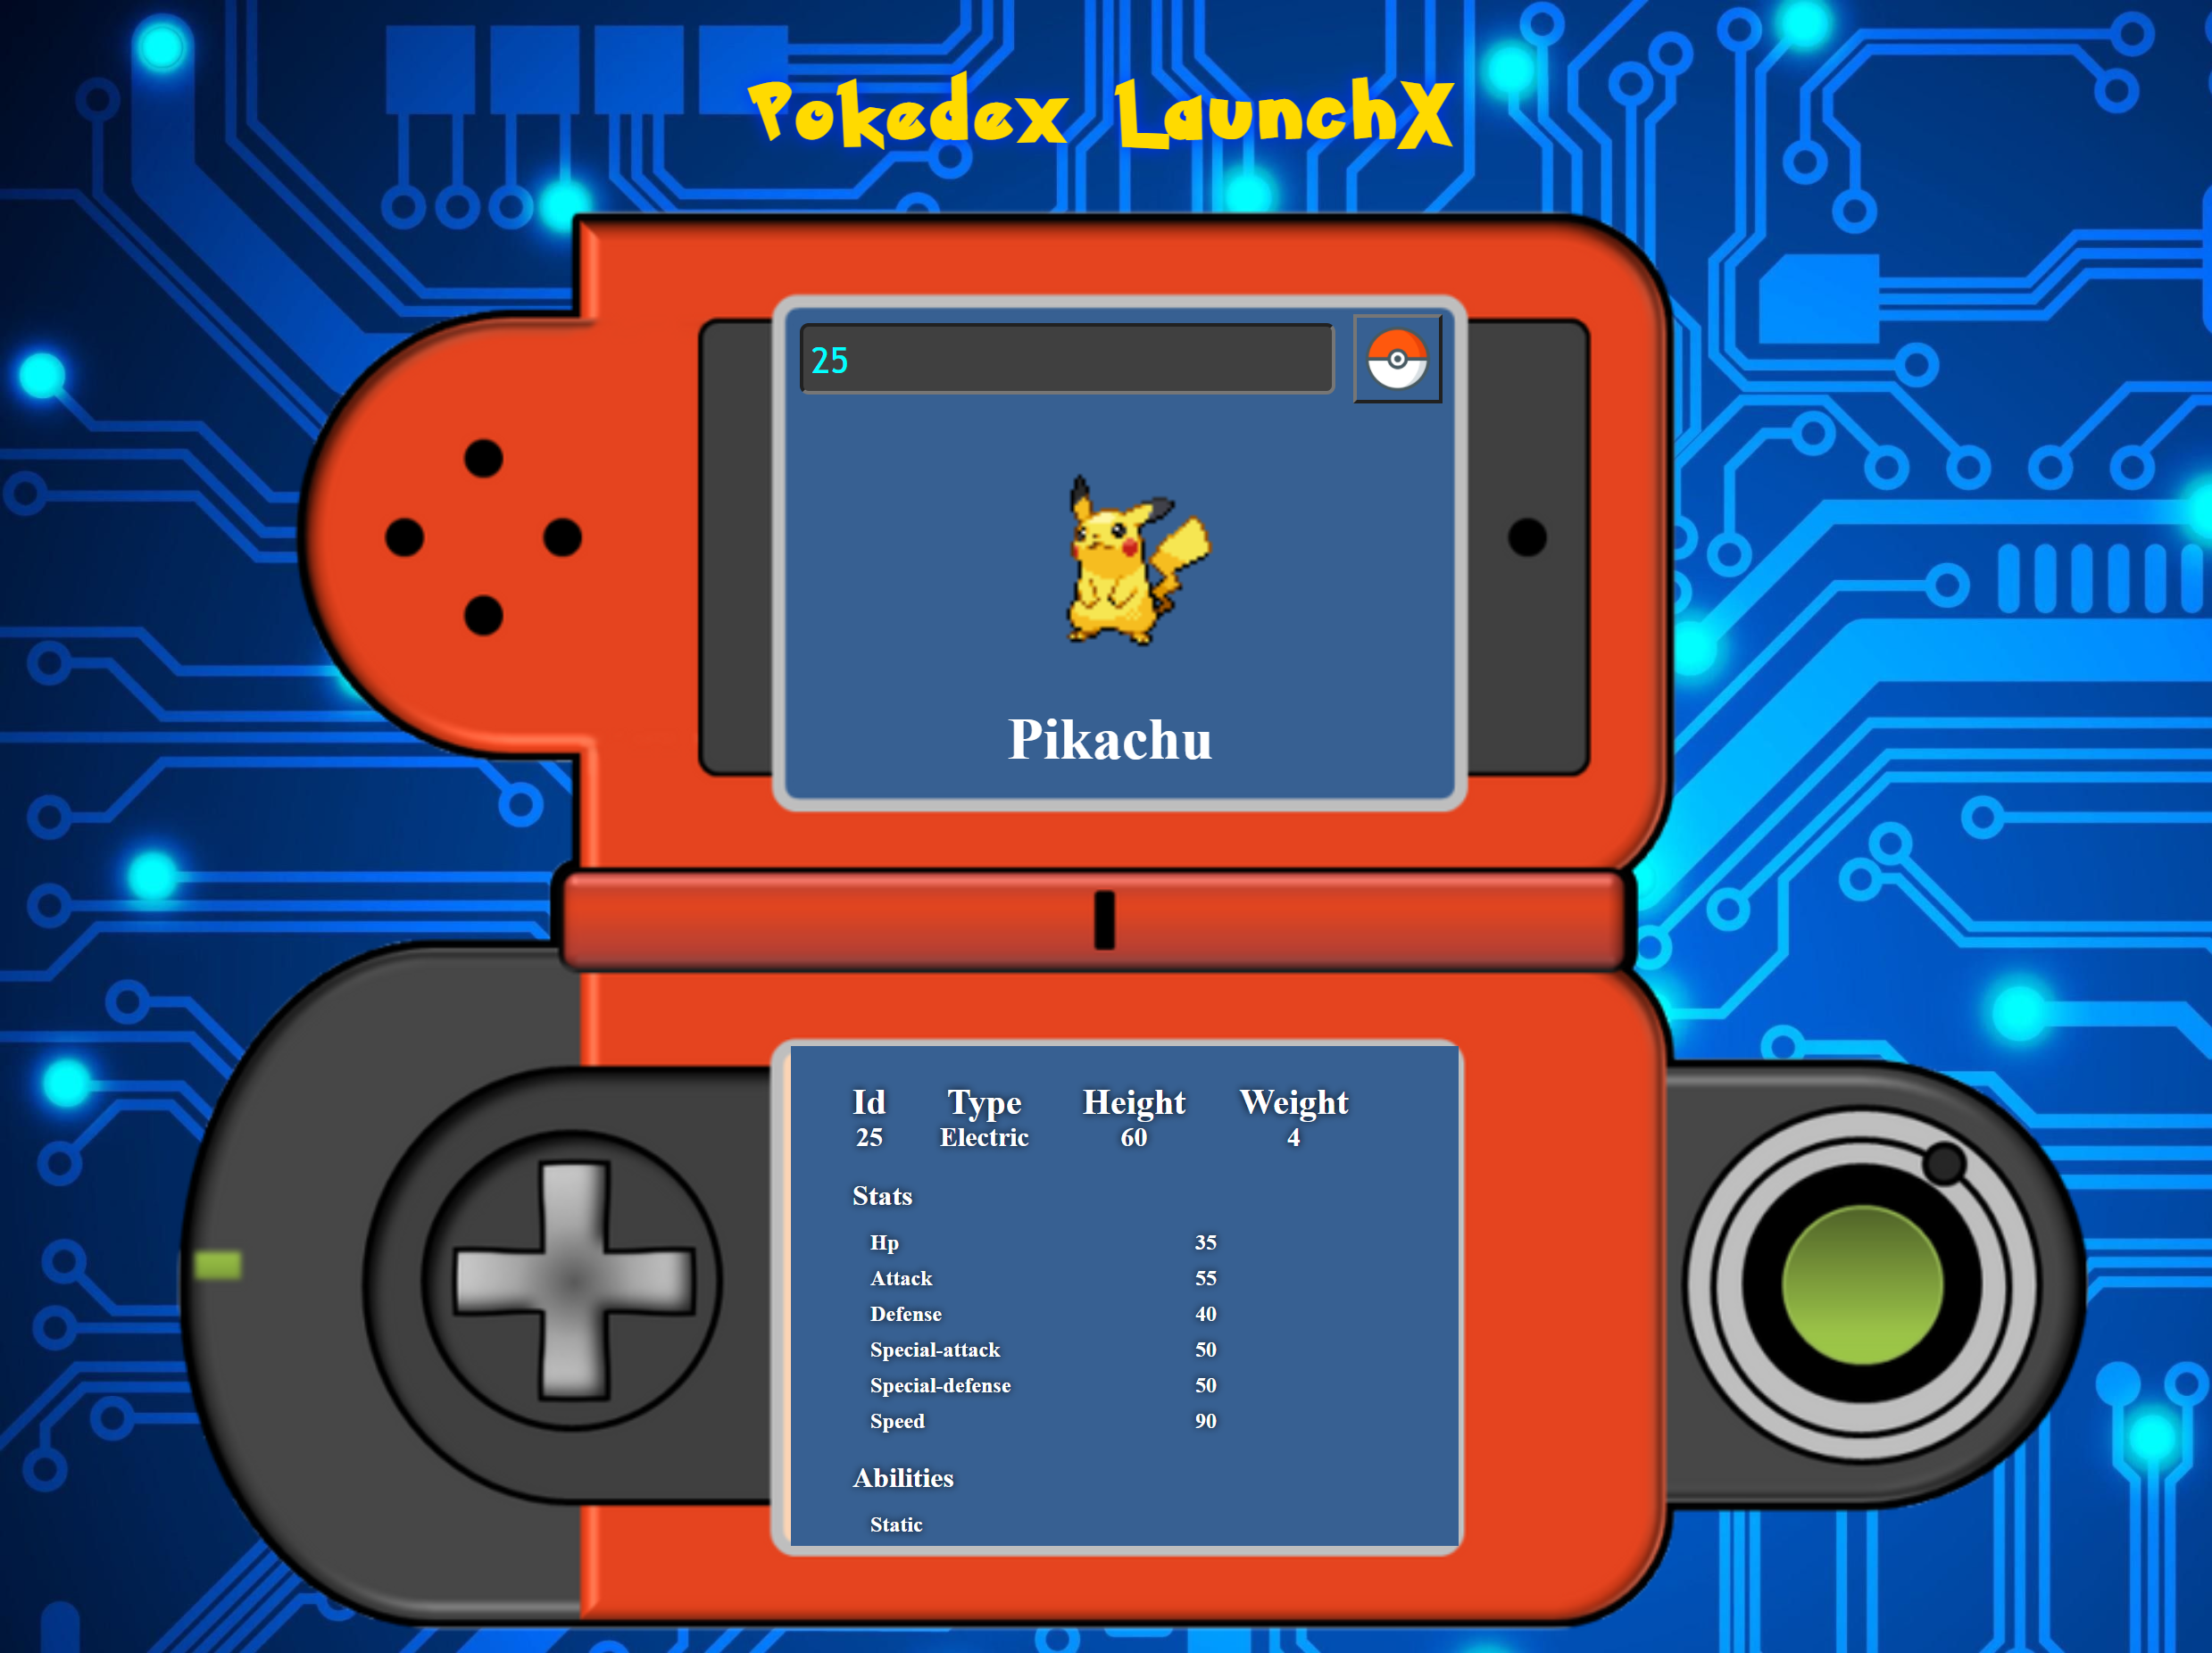 Pokedex LaunchX
25
Pikachu
Id Type Height Weight
25 Electric 60 4
Stats
Hp 35
Attack 55
Defense 40
Special-attack 50
Special-defense 50
Speed 90
Abilities
Static